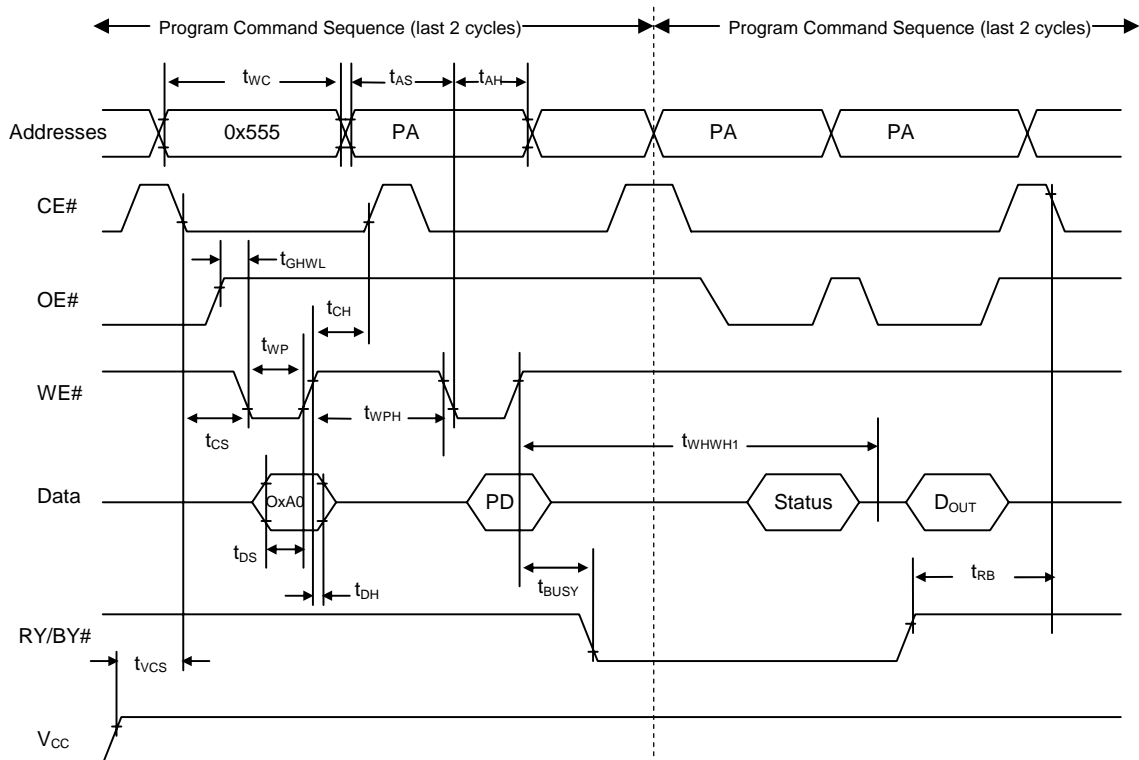 Program Command Sequence (last 2 cycles) Program Command Sequence (last 2 cycles)
tWC tAS tAH
Addresses 0x555 PA PA PA
CE#
tGHWL
OE#
tCH
tWP
WE#
tWPH
tCS tWHWH1
Data OxA0 PD Status DOUT
tDS
tDH tBUSY tRB
RY/BY#
tVCS
VCC